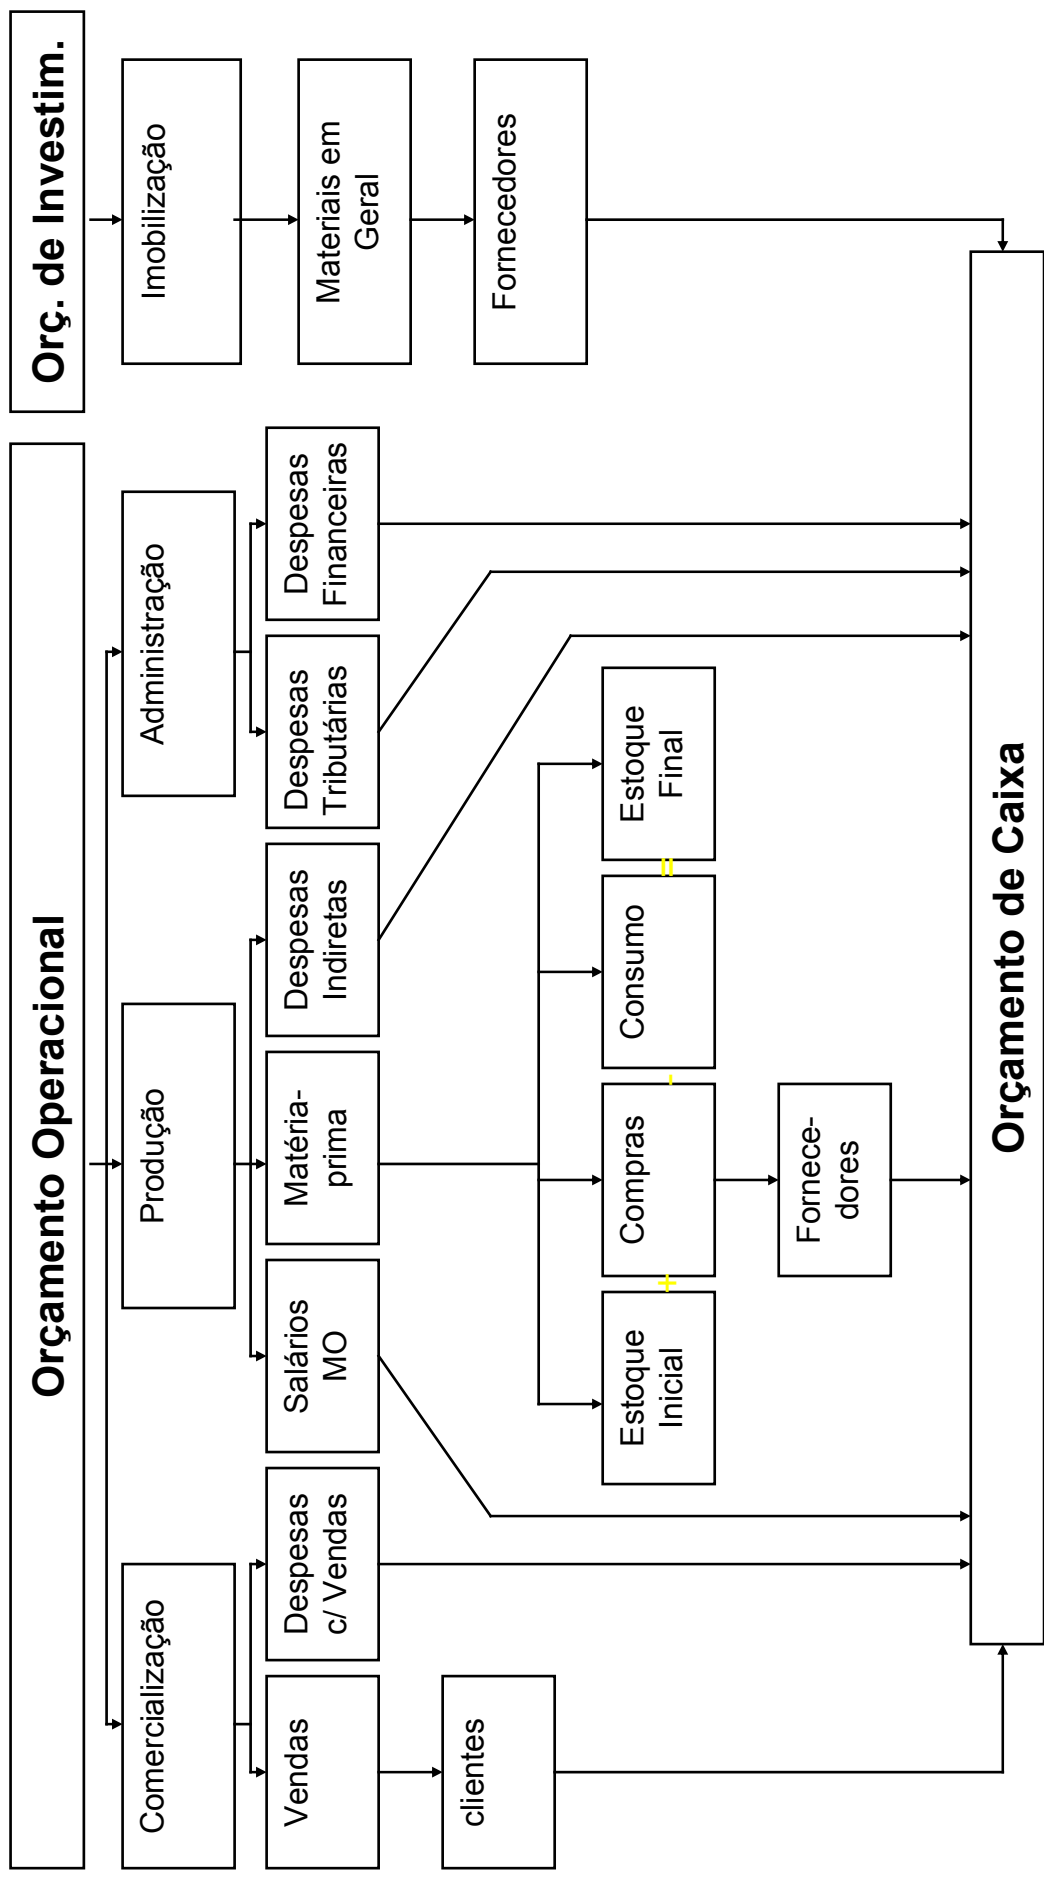 Orçamento Operacional
Orç. de Investim.
Comercialização
Produção
Administração
Imobilização
Vendas
Despesas
c/ Vendas
Salários
MO
Matéria-
prima
Despesas
Indiretas
Despesas
Tributárias
Despesas
Financeiras
Materiais em
Geral
clientes
Fornecedores
Estoque
Inicial
+
Compras
-
Consumo
=
Estoque
Final
Fornece-
dores
Orçamento de Caixa